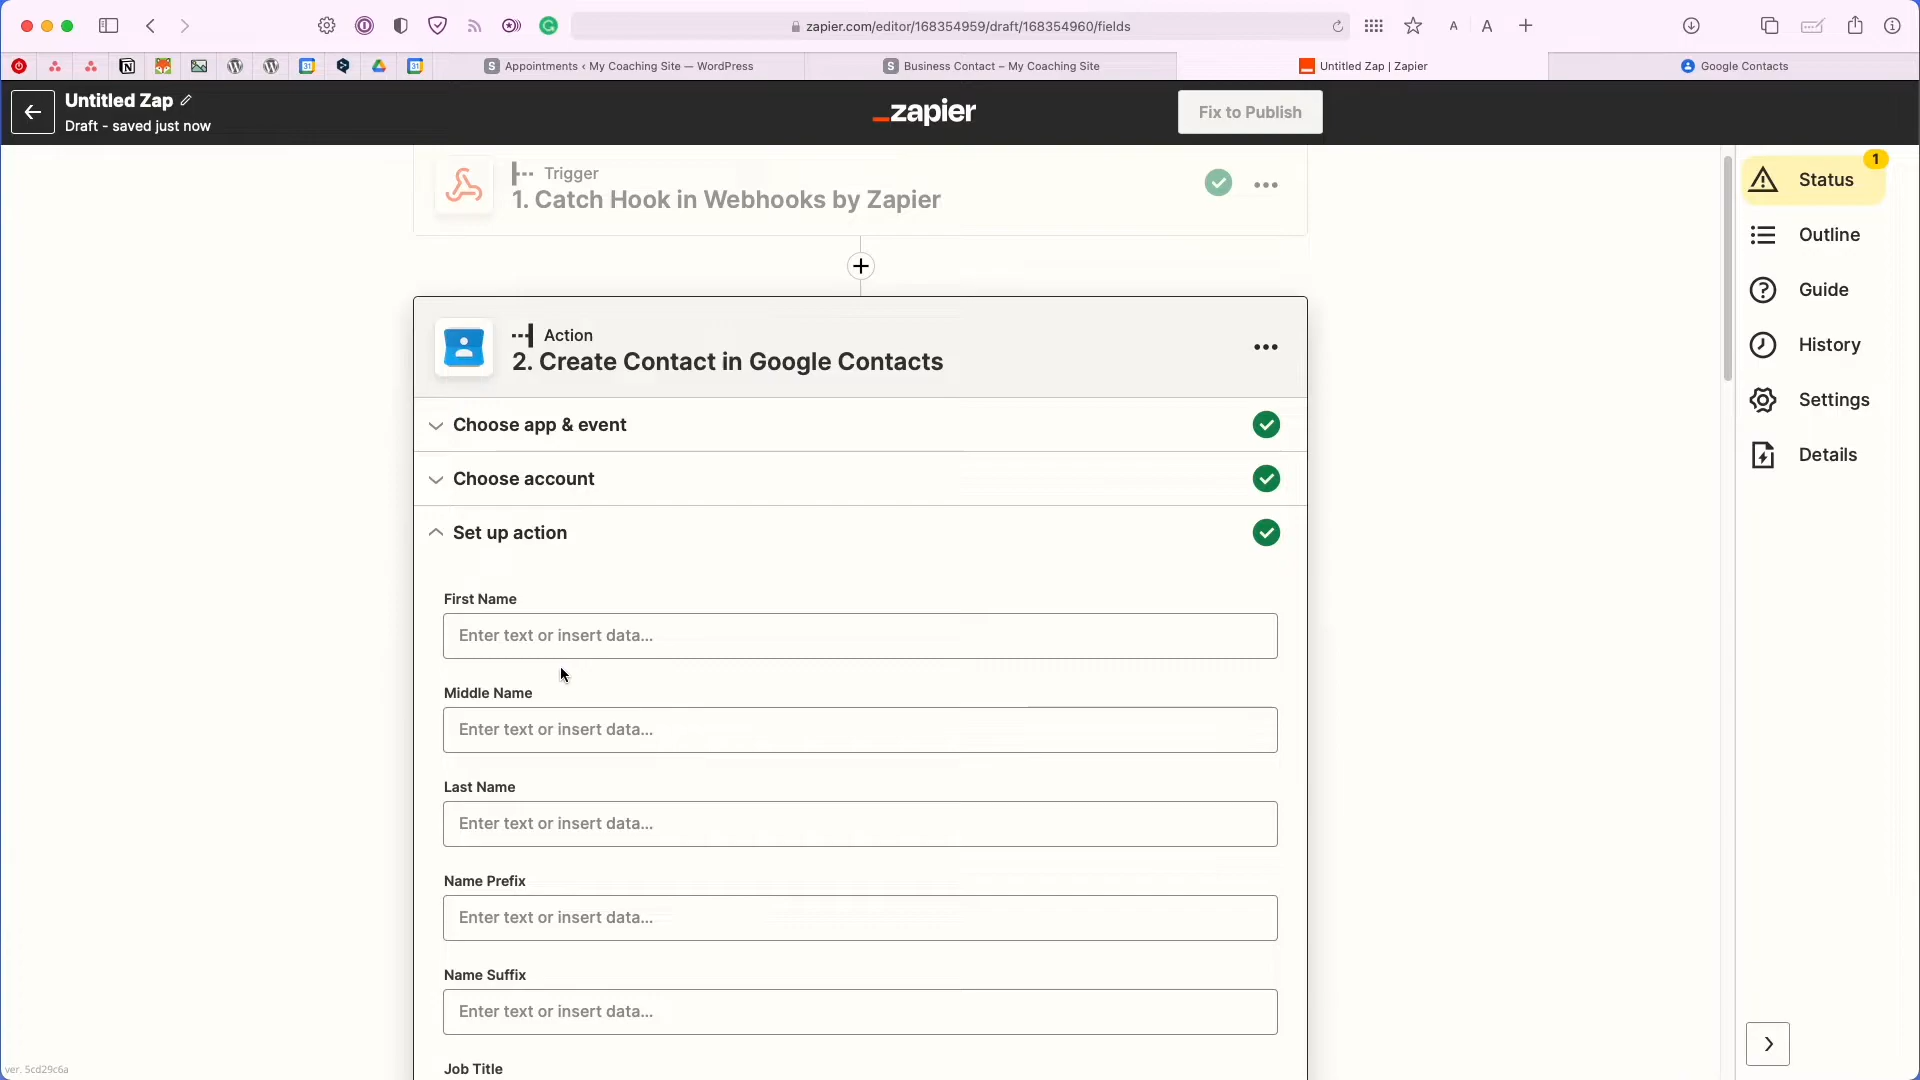 zapier.com/editor/168354959/draft/168354960/fields
A
A
Appointments ‹ My Coaching Site — WordPress
Business Contact – My Coaching Site
Untitled Zap | Zapier
Google Contacts
Untitled Zap
Draft - saved just now
_zapier
Fix to Publish
Trigger
1. Catch Hook in Webhooks by Zapier
Action
2. Create Contact in Google Contacts
Choose app & event
Choose account
Set up action
First Name
Enter text or insert data...
Middle Name
Enter text or insert data...
Last Name
Enter text or insert data...
Name Prefix
Enter text or insert data...
Name Suffix
Enter text or insert data...
Job Title
1
Status
Outline
Guide
History
Settings
Details
ver. 5cd29c6a